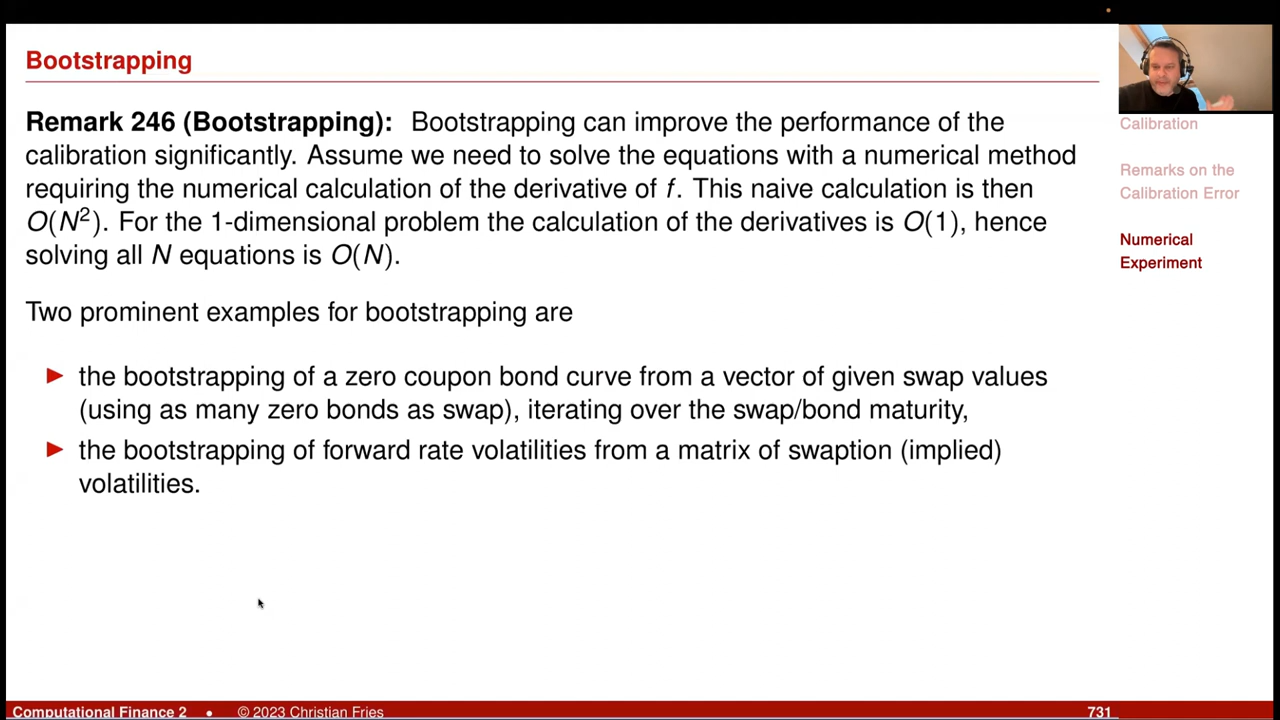 Bootstrapping
Remark 246 (Bootstrapping): Bootstrapping can improve the performance of the
calibration significantly. Assume we need to solve the equations with a numerical method
requiring the numerical calculation of the derivative of f. This naive calculation is then
O(N²). For the 1-dimensional problem the calculation of the derivatives is O(1), hence
solving all N equations is O(N).
Two prominent examples for bootstrapping are
the bootstrapping of a zero coupon bond curve from a vector of given swap values
(using as many zero bonds as swap), iterating over the swap/bond maturity,
the bootstrapping of forward rate volatilities from a matrix of swaption (implied)
volatilities.
Calibration
Remarks on the
Calibration Error
Numerical
Experiment
Computational Finance 2 • © 2023 Christian Fries 731